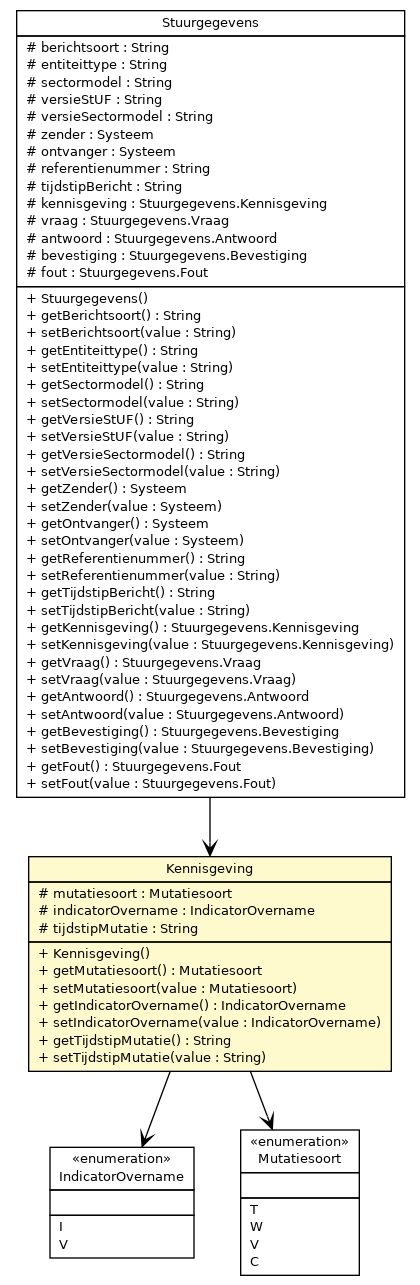 Stuurgegevens
# berichtsoort : String
# entiteittype : String
# sectormodel : String
# versieStUF : String
# versieSectormodel : String
# zender : Systeem
# ontvanger : Systeem
# referentienummer : String
# tijdstipBericht : String
# kennisgeving : Stuurgegevens.Kennisgeving
# vraag : Stuurgegevens.Vraag
# antwoord : Stuurgegevens.Antwoord
# bevestiging : Stuurgegevens.Bevestiging
# fout : Stuurgegevens.Fout
+ Stuurgegevens()
+ getBerichtsoort() : String
+ setBerichtsoort(value : String)
+ getEntiteittype() : String
+ setEntiteittype(value : String)
+ getSectormodel() : String
+ setSectormodel(value : String)
+ getVersieStUF() : String
+ setVersieStUF(value : String)
+ getVersieSectormodel() : String
+ setVersieSectormodel(value : String)
+ getZender() : Systeem
+ setZender(value : Systeem)
+ getOntvanger() : Systeem
+ setOntvanger(value : Systeem)
+ getReferentienummer() : String
+ setReferentienummer(value : String)
+ getTijdstipBericht() : String
+ setTijdstipBericht(value : String)
+ getKennisgeving() : Stuurgegevens.Kennisgeving
+ setKennisgeving(value : Stuurgegevens.Kennisgeving)
+ getVraag() : Stuurgegevens.Vraag
+ setVraag(value : Stuurgegevens.Vraag)
+ getAntwoord() : Stuurgegevens.Antwoord
+ setAntwoord(value : Stuurgegevens.Antwoord)
+ getBevestiging() : Stuurgegevens.Bevestiging
+ setBevestiging(value : Stuurgegevens.Bevestiging)
+ getFout() : Stuurgegevens.Fout
+ setFout(value : Stuurgegevens.Fout)
Kennisgeving
# mutatiesoort : Mutatiesoort
# indicatorOvername : IndicatorOvername
# tijdstipMutatie : String
+ Kennisgeving()
+ getMutatiesoort() : Mutatiesoort
+ setMutatiesoort(value : Mutatiesoort)
+ getIndicatorOvername() : IndicatorOvername
+ setIndicatorOvername(value : IndicatorOvername)
+ getTijdstipMutatie() : String
+ setTijdstipMutatie(value : String)
«enumeration»
IndicatorOvername
I
V
«enumeration»
Mutatiesoort
T
W
V
C